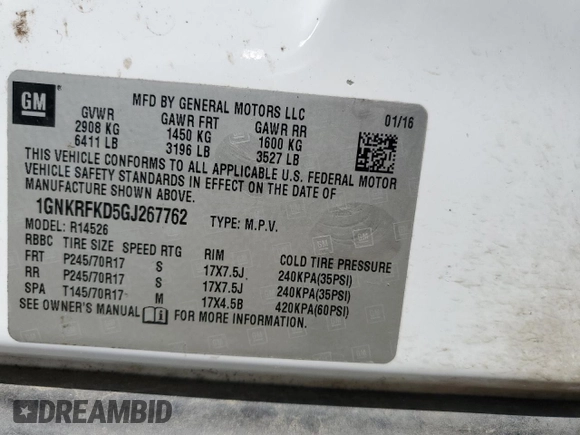 GM
MFD BY GENERAL MOTORS LLC
01/16
GVWR GAWR FRT GAWR RR
2908 KG 1450 KG 1600 KG
6411 LB 3196 LB 3527 LB
THIS VEHICLE CONFORMS TO ALL APPLICABLE U.S. FEDERAL MOTOR
VEHICLE SAFETY STANDARDS IN EFFECT ON THE DATE OF
MANUFACTURE SHOWN ABOVE.
1GNKRFKD5GJ267762 TYPE: M.P.V.
MODEL: R14526
RBBC TIRE SIZE SPEED RTG RIM COLD TIRE PRESSURE
FRT P245/70R17 S 17X7.5J 240KPA(35PSI)
RR P245/70R17 S 17X7.5J 240KPA(35PSI)
SPA T145/70R17 M 17X4.5B 420KPA(60PSI)
SEE OWNER'S MANUAL FOR MORE INFORMATION.
DREAMBID